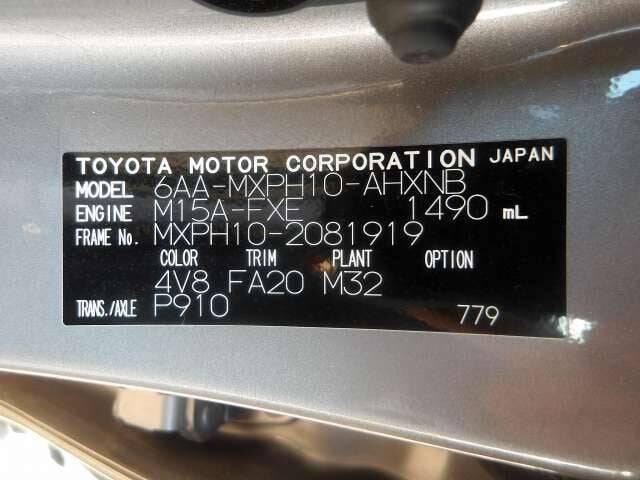 TOYOTA MOTOR CORPORATION JAPAN
MODEL 6AA-MXPH10-AHXNB
ENGINE M15A-FXE 1490 mL
FRAME No. MXPH10-2081919
COLOR TRIM PLANT OPTION
4V8 FA20 M32
TRANS./AXLE P910 779